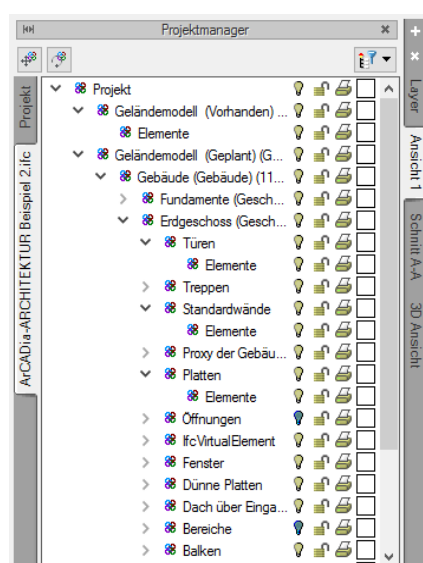 Projektmanager
Projekt
ArCADia-ARCHITEKTUR Beispiel 2.ifc
Projekt
Geländemodell (Vorhanden) ...
Elemente
Geländemodell (Geplant) (G...
Gebäude (Gebäude) (11...
Fundamente (Gesch...
Erdgeschoss (Gesch...
Türen
Elemente
Treppen
Standardwände
Elemente
Proxy der Gebäu...
Platten
Elemente
Öffnungen
IfcVirtualElement
Fenster
Dünne Platten
Dach über Einga...
Bereiche
Balken
Layer
Ansicht 1
Schnitt A-A
3D Ansicht